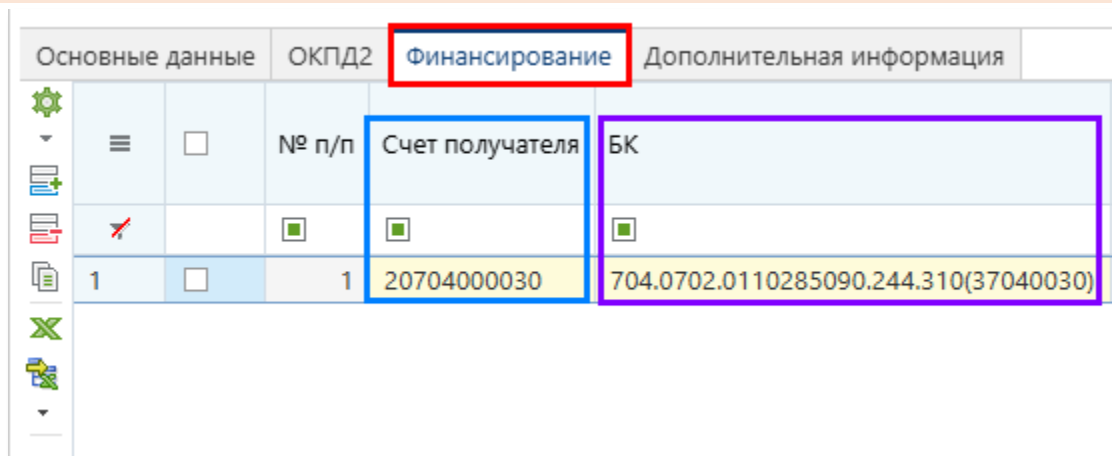 Основные данные ОКПД2 Финансирование Дополнительная информация
№ п/п Счет получателя БК
1 1 20704000030 704.0702.0110285090.244.310(37040030)